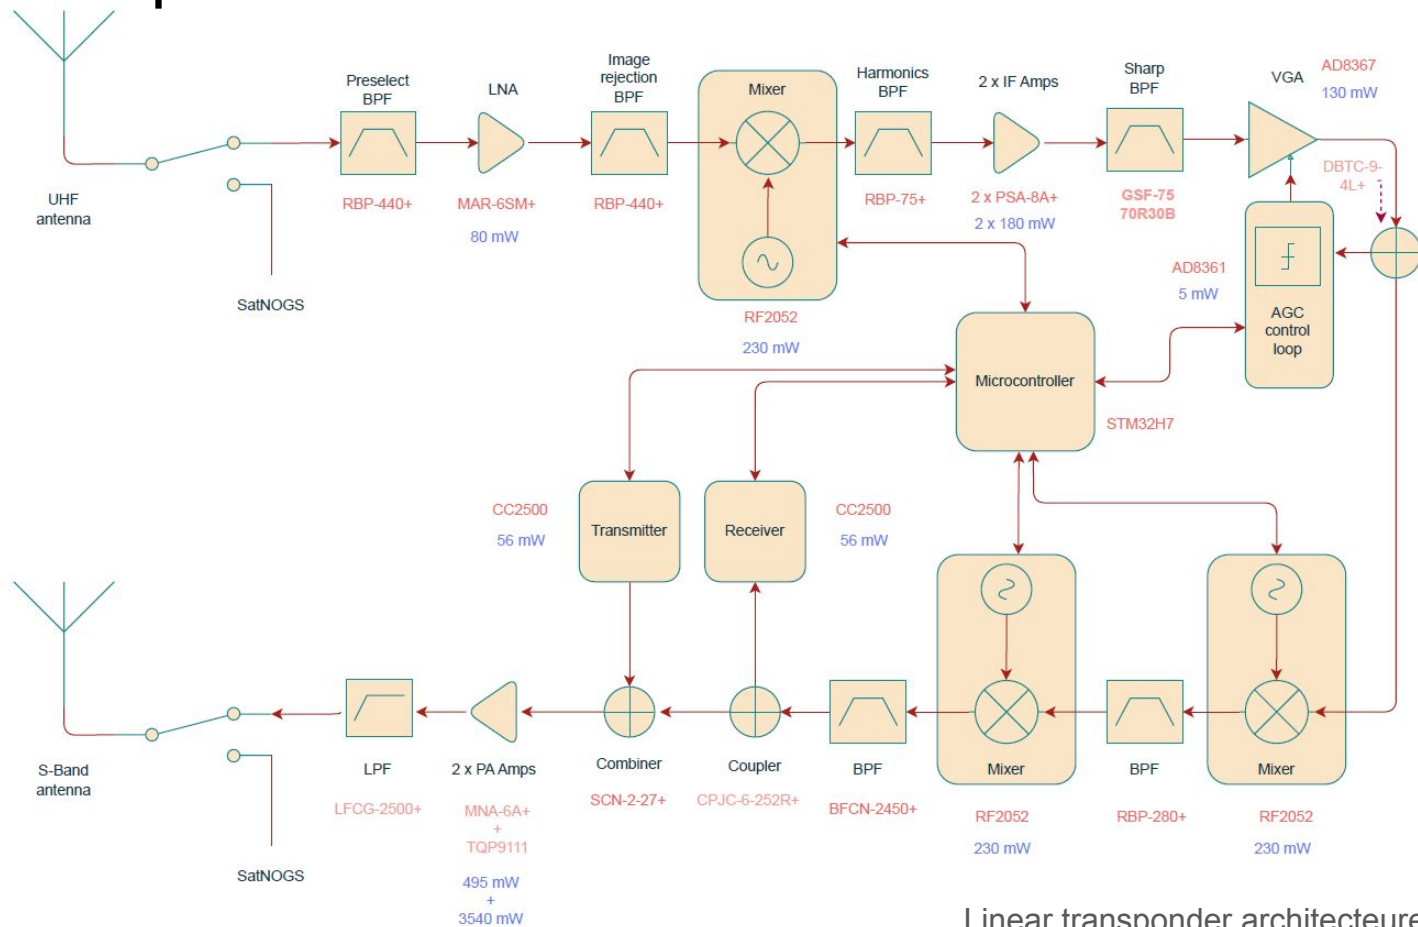 Preselect
BPF
LNA
Image
rejection
BPF
Mixer
Harmonics
BPF
2 x IF Amps
Sharp
BPF
VGA
AD8367
130 mW
DBTC-9-
4L+
UHF
antenna
RBP-440+
MAR-6SM+
80 mW
RBP-440+
RBP-75+
2 x PSA-8A+
2 x 180 mW
GSF-75
70R30B
SatNOGS
RF2052
230 mW
AD8361
5 mW
AGC
control
loop
Microcontroller
STM32H7
CC2500
56 mW
Transmitter
Receiver
CC2500
56 mW
S-Band
antenna
LPF
2 x PA Amps
Combiner
Coupler
BPF
Mixer
BPF
Mixer
LFCG-2500+
MNA-6A+
+
TQP9111
495 mW
+
3540 mW
SCN-2-27+
CPJC-6-252R+
BFCN-2450+
RF2052
230 mW
RBP-280+
RF2052
230 mW
SatNOGS
Linear transponder architecteure